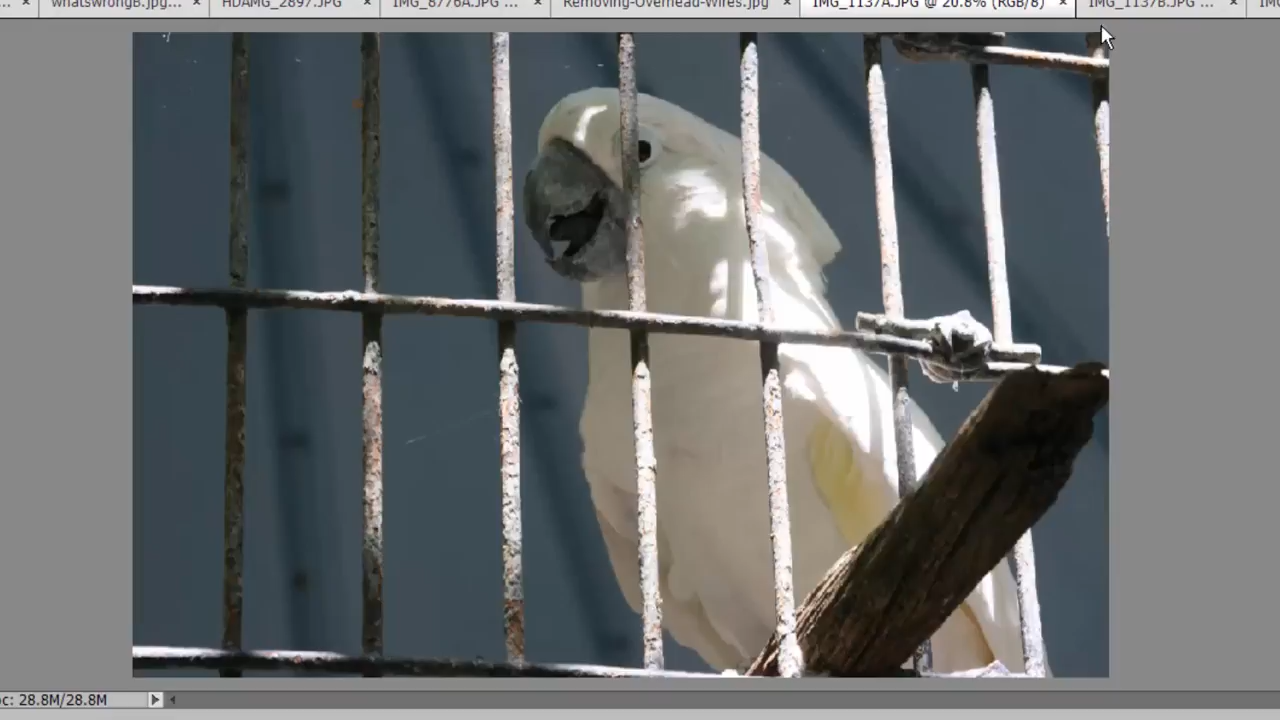 whatswrongB.jpg... × HDAMG_2897.JPG × IMG_8776A.JPG ... × Removing-Overhead-Wires.jpg × IMG_1137A.JPG @ 20.8% (RGB/8) × IMG_1137B.JPG ... ×
28.8M/28.8M